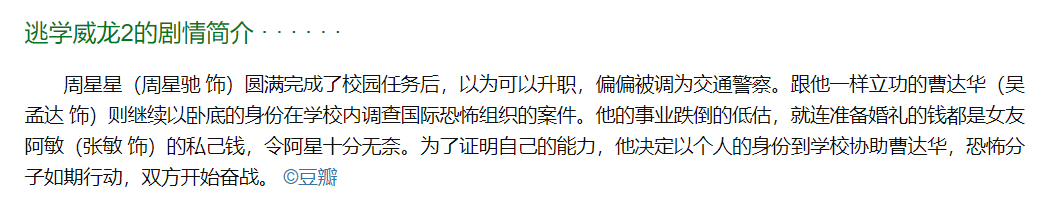 逃学威龙2的剧情简介 · · · · · ·
周星星（周星驰 饰）圆满完成了校园任务后，以为可以升职，偏偏被调为交通警察。跟他一样立功的曹达华（吴
孟达 饰）则继续以卧底的身份在学校内调查国际恐怖组织的案件。他的事业跌倒的低估，就连准备婚礼的钱都是女友
阿敏（张敏 饰）的私己钱，令阿星十分无奈。为了证明自己的能力，他决定以个人的身份到学校协助曹达华，恐怖分
子如期行动，双方开始奋战。 ©豆瓣